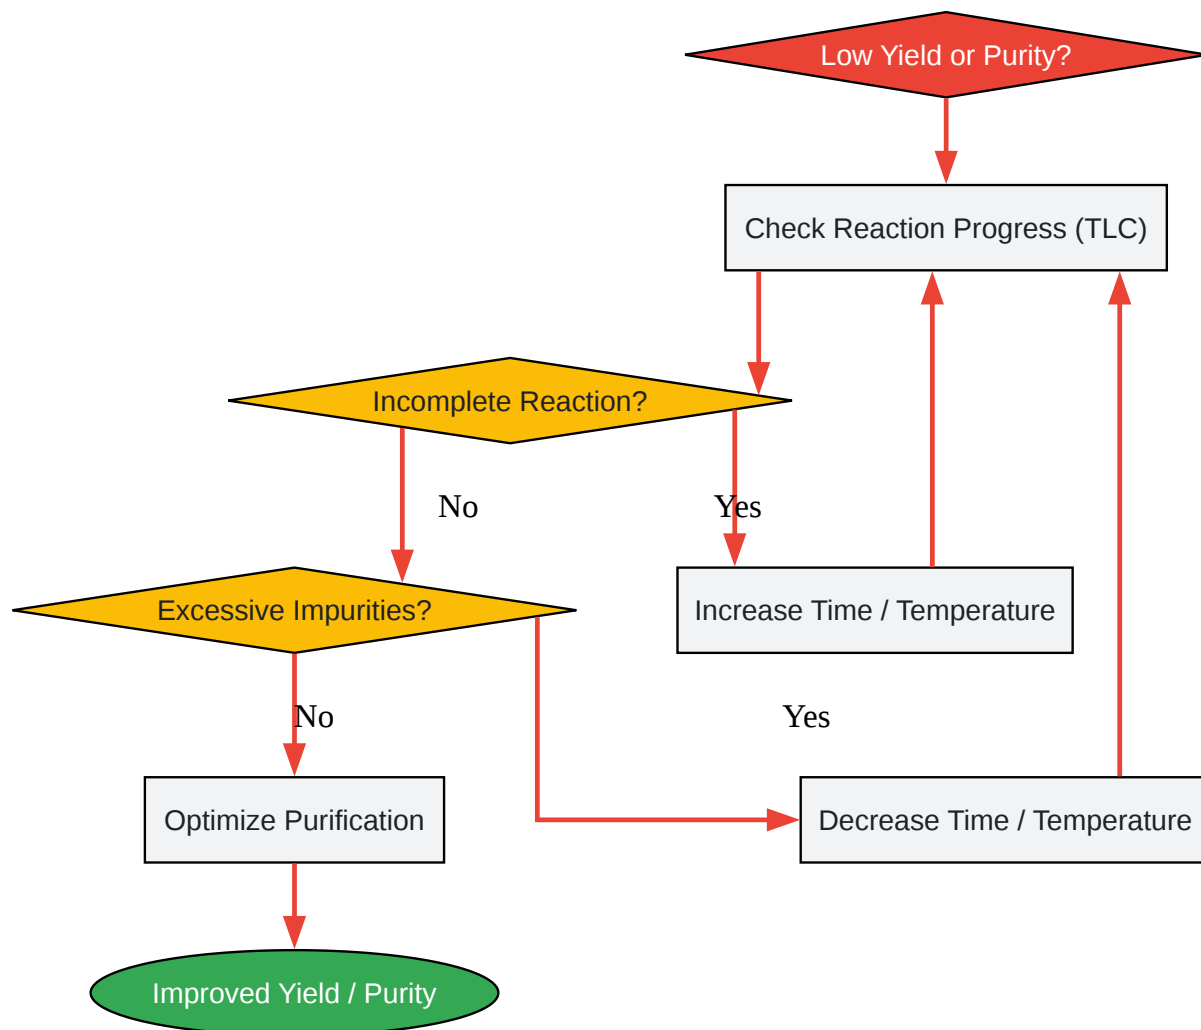 Low Yield or Purity?
Check Reaction Progress (TLC)
Incomplete Reaction?
No
Yes
Excessive Impurities?
Increase Time / Temperature
No
Yes
Optimize Purification
Decrease Time / Temperature
Improved Yield / Purity